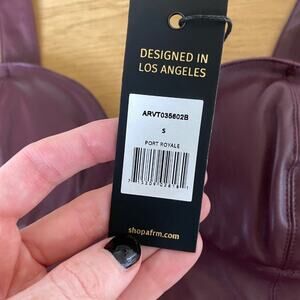 DESIGNED IN
LOS ANGELES
ARVT035602B
S
PORT ROYALE
shopafrm.com